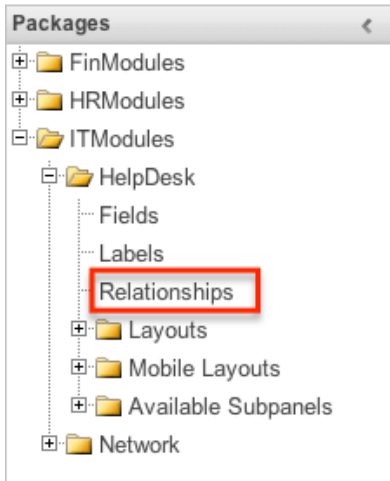 Packages
FinModules
HRModules
ITModules
HelpDesk
Fields
Labels
Relationships
Layouts
Mobile Layouts
Available Subpanels
Network